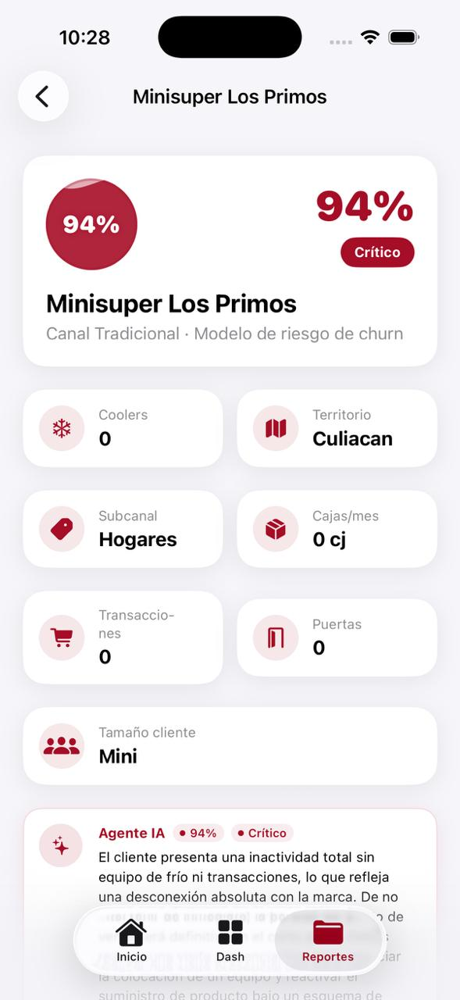 10:28
Minisuper Los Primos
94%
94%
Crítico
Minisuper Los Primos
Canal Tradicional · Modelo de riesgo de churn
Coolers
0
Territorio
Culiacan
Subcanal
Hogares
Cajas/mes
0 cj
Transaccio-
nes
0
Puertas
0
Tamaño cliente
Mini
Agente IA
94%
Crítico
El cliente presenta una inactividad total sin
equipo de frío ni transacciones, lo que refleja
una desconexión absoluta con la marca. De no
de
la colocación de un equipo y reactivar el
suministro de producto bajo un esquema de
Inicio
Dash
Reportes